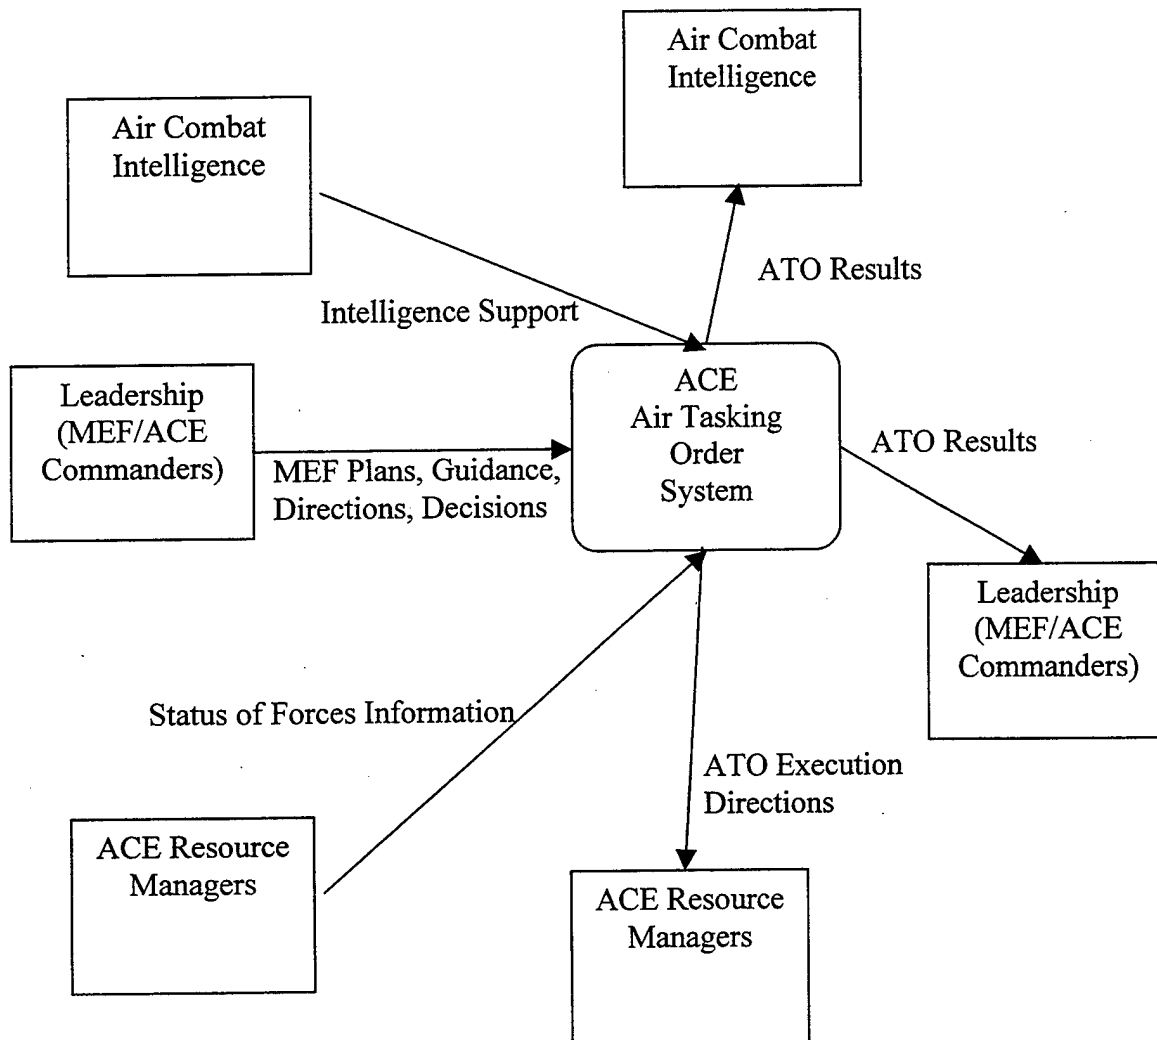 Air Combat
Intelligence
Air Combat
Intelligence
ATO Results
Intelligence Support
Leadership
(MEF/ACE
Commanders)
MEF Plans, Guidance,
Directions, Decisions
ACE
Air Tasking
Order
System
ATO Results
Leadership
(MEF/ACE
Commanders)
Status of Forces Information
ATO Execution
Directions
ACE Resource
Managers
ACE Resource
Managers